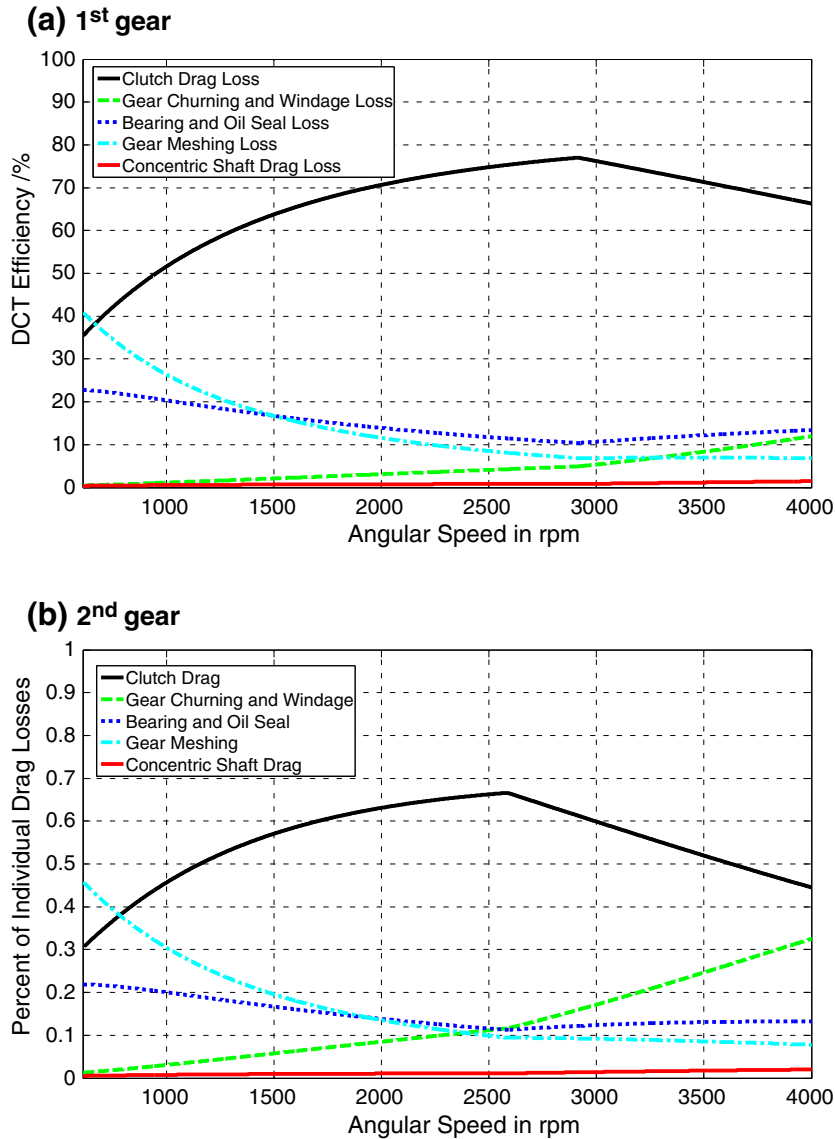 (a) 1st gear
100
90
80
70
60
50
40
30
20
10
0
DCT Efficiency /%
Clutch Drag Loss
Gear Churning and Windage Loss
Bearing and Oil Seal Loss
Gear Meshing Loss
Concentric Shaft Drag Loss
1000 1500 2000 2500 3000 3500 4000
Angular Speed in rpm
(b) 2nd gear
1
0.9
0.8
0.7
0.6
0.5
0.4
0.3
0.2
0.1
0
Percent of Individual Drag Losses
Clutch Drag
Gear Churning and Windage
Bearing and Oil Seal
Gear Meshing
Concentric Shaft Drag
1000 1500 2000 2500 3000 3500 4000
Angular Speed in rpm